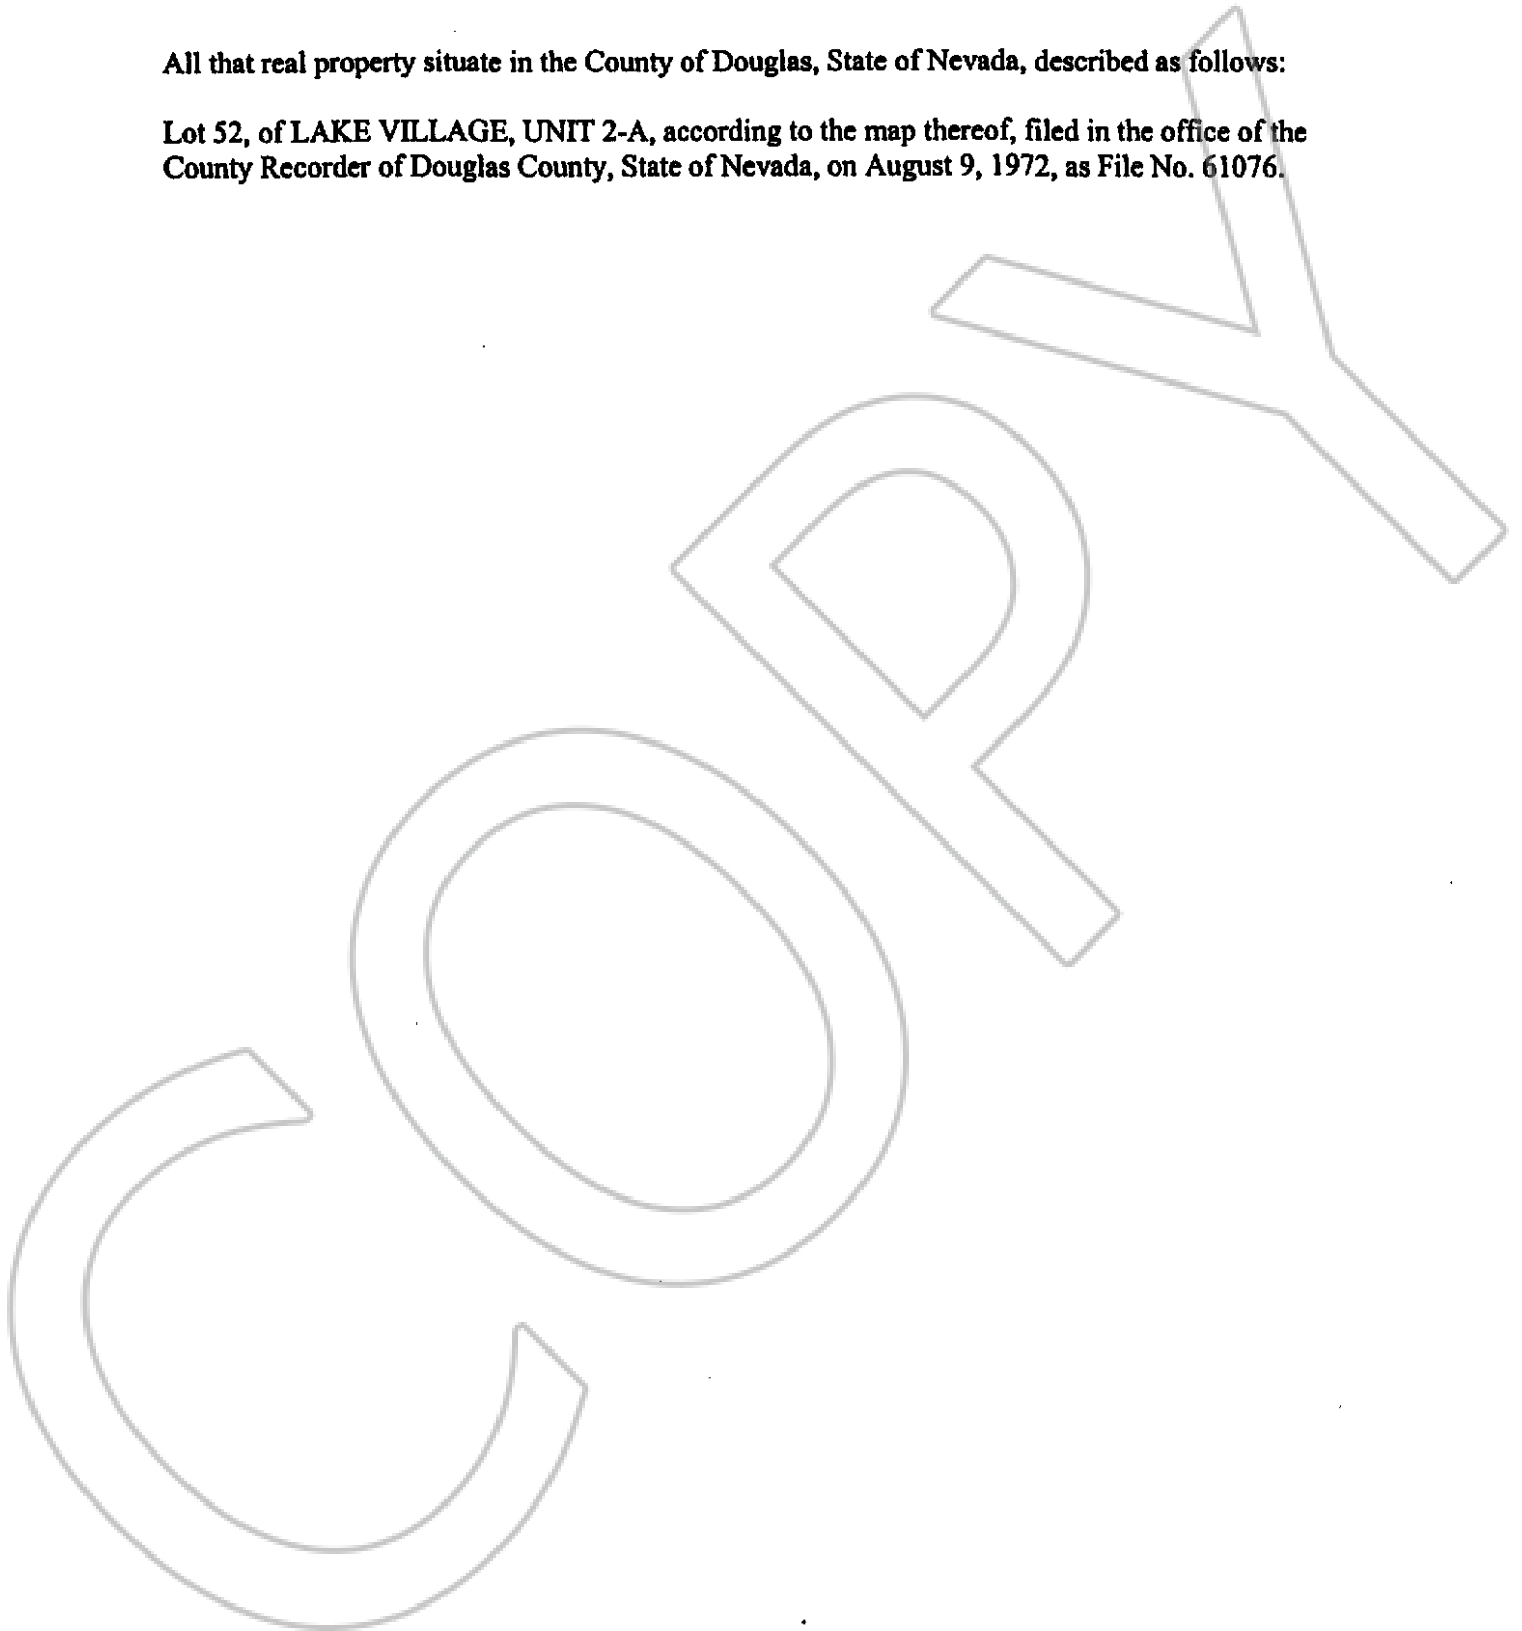 All that real property situate in the County of Douglas, State of Nevada, described as follows:
Lot 52, of LAKE VILLAGE, UNIT 2-A, according to the map thereof, filed in the office of the
County Recorder of Douglas County, State of Nevada, on August 9, 1972, as File No. 61076.
COPY